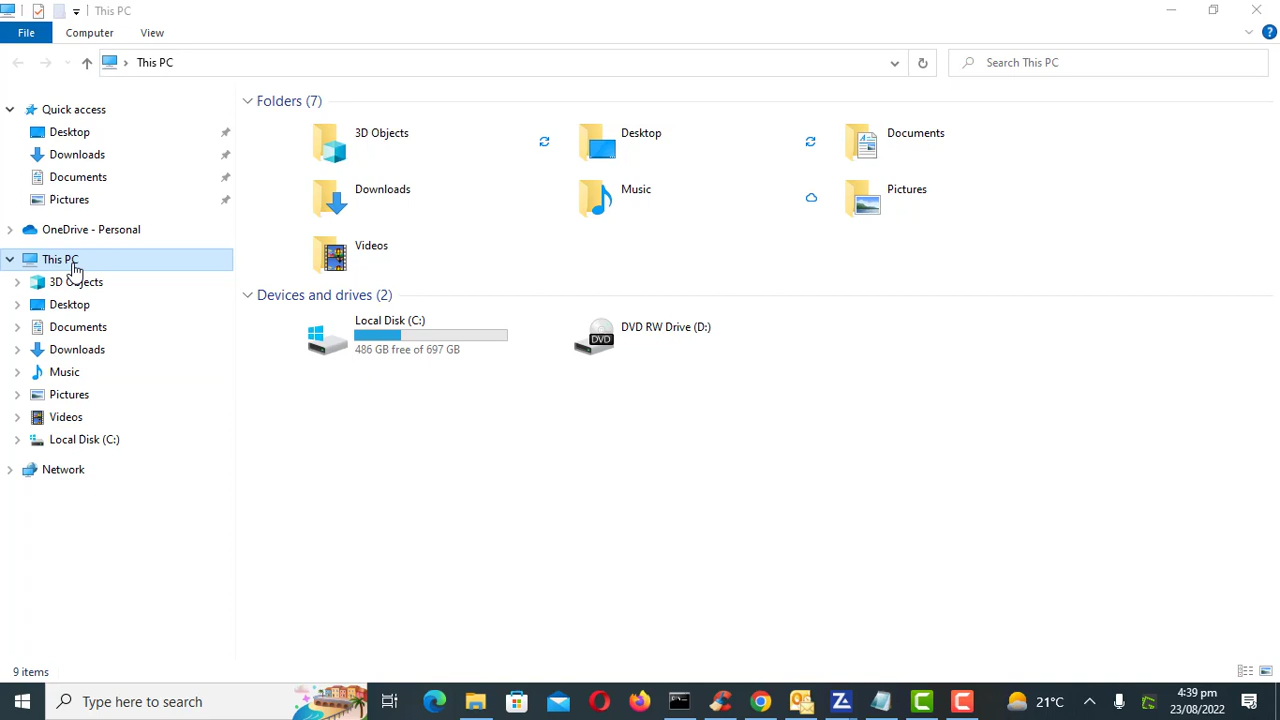 This PC
File
Computer
View
This PC
Search This PC
Quick access
Desktop
Downloads
Documents
Pictures
OneDrive - Personal
This PC
3D Objects
Desktop
Documents
Downloads
Music
Pictures
Videos
Local Disk (C:)
Network
Folders (7)
3D Objects
Desktop
Documents
Downloads
Music
Pictures
Videos
Devices and drives (2)
Local Disk (C:)
486 GB free of 697 GB
DVD
DVD RW Drive (D:)
9 items
Type here to search
21°C
4:39 pm
23/08/2022